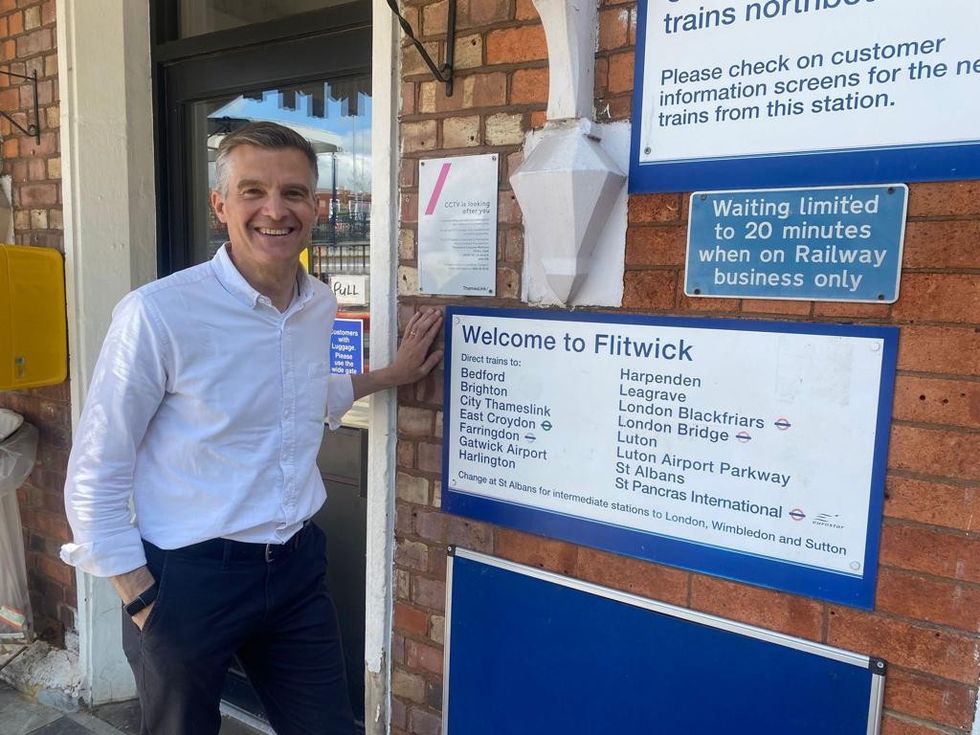 trains
Please check on customer
information screens for the
trains from this station.
CCTV is looking
after you
Thameslink/
Waiting limited
to 20 minutes
when on Railway
business only
PULL
Customers
with
Luggage.
Please
use the
wide gate
Welcome to Flitwick
Direct trains to:
Bedford
Brighton
City Thameslink
East Croydon
Farringdon
Gatwick Airport
Harlington
Harpenden
Leagrave
London Blackfriars
London Bridge
Luton
Luton Airport Parkway
St Albans
St Pancras International
eurostar
Change at St Albans for intermediate stations to London, Wimbledon and Sutton